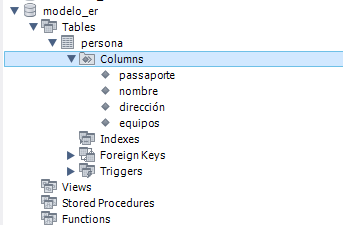 modelo_er
Tables
persona
Columns
passaporte
nombre
dirección
equipos
Indexes
Foreign Keys
Triggers
Views
Stored Procedures
Functions